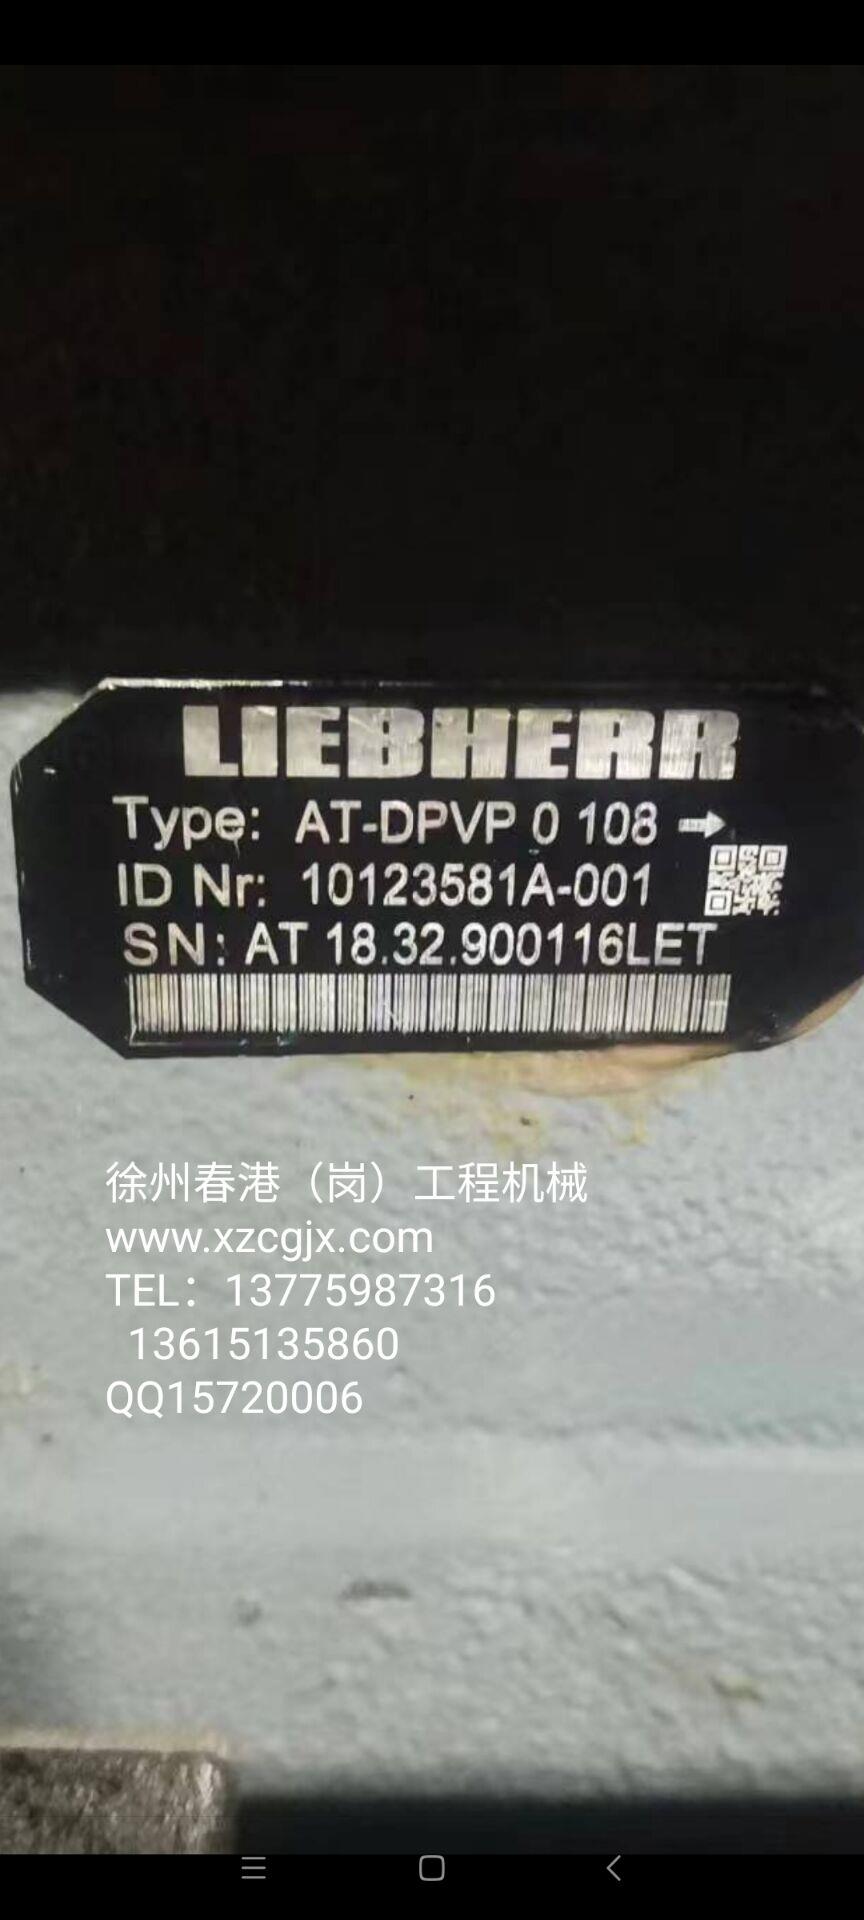 LIEBHERR
Type: AT-DPVP 0 108
ID Nr: 10123581A-001
SN: AT 18.32.900116LET
徐州春港（岗）工程机械
www.xzcgjx.com
TEL：13775987316
13615135860
QQ15720006